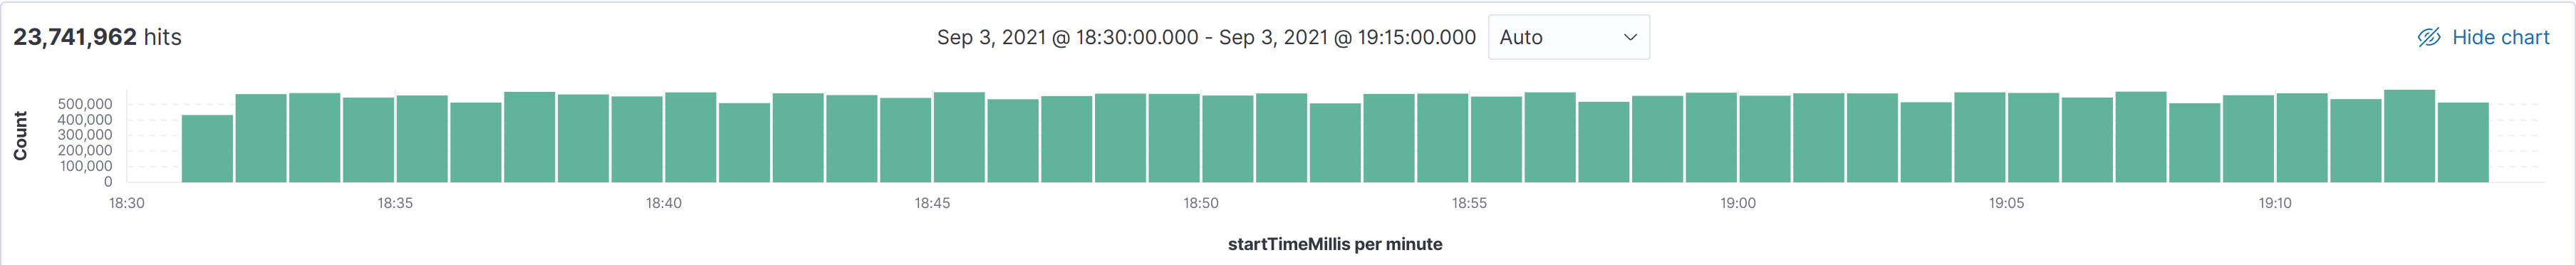 23,741,962 hits
Sep 3, 2021 @ 18:30:00.000 - Sep 3, 2021 @ 19:15:00.000
Auto
Hide chart
Count
500,000
400,000
300,000
200,000
100,000
0
18:30 18:35 18:40 18:45 18:50 18:55 19:00 19:05 19:10
startTimeMillis per minute